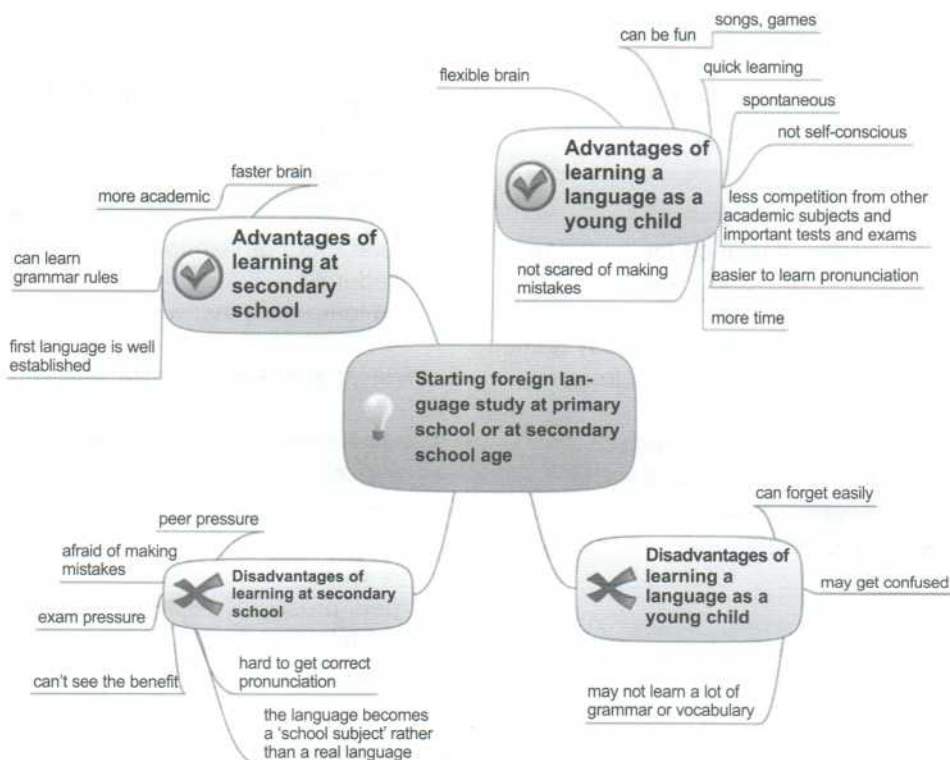 songs, games
can be fun
flexible brain
quick learning
spontaneous
not self-conscious
Advantages of
learning a
language as a
young child
less competition from other
academic subjects and
important tests and exams
not scared of making
mistakes
easier to learn pronunciation
more time
faster brain
more academic
Advantages of
learning at
secondary
school
can learn
grammar rules
first language is well
established
Starting foreign lan-
guage study at primary
school or at secondary
school age
peer pressure
afraid of making
mistakes
Disadvantages of
learning at secondary
school
exam pressure
can't see the benefit
hard to get correct
pronunciation
the language becomes
a 'school subject' rather
than a real language
can forget easily
Disadvantages of
learning a
language as a
young child
may get confused
may not learn a lot of
grammar or vocabulary